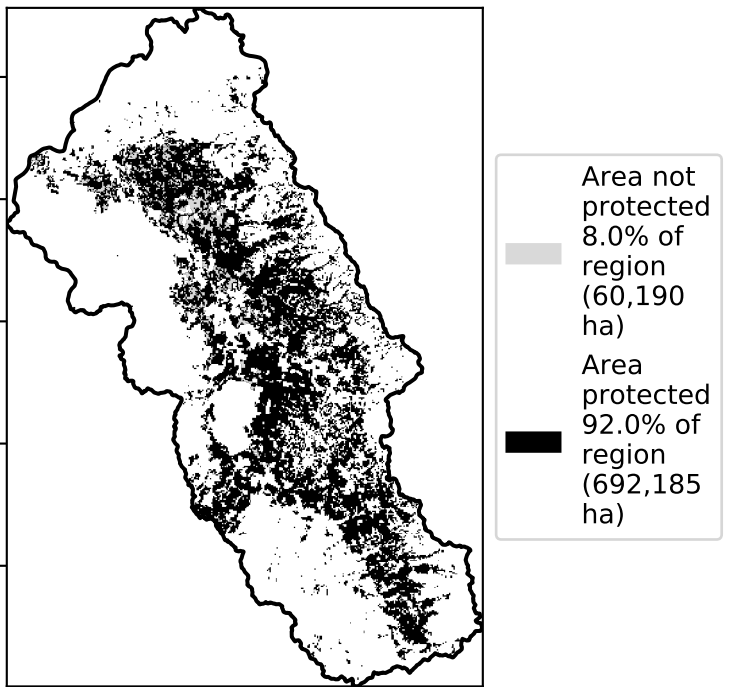 Area not
protected
8.0% of
region
(60,190
ha)
Area
protected
92.0% of
region
(692,185
ha)